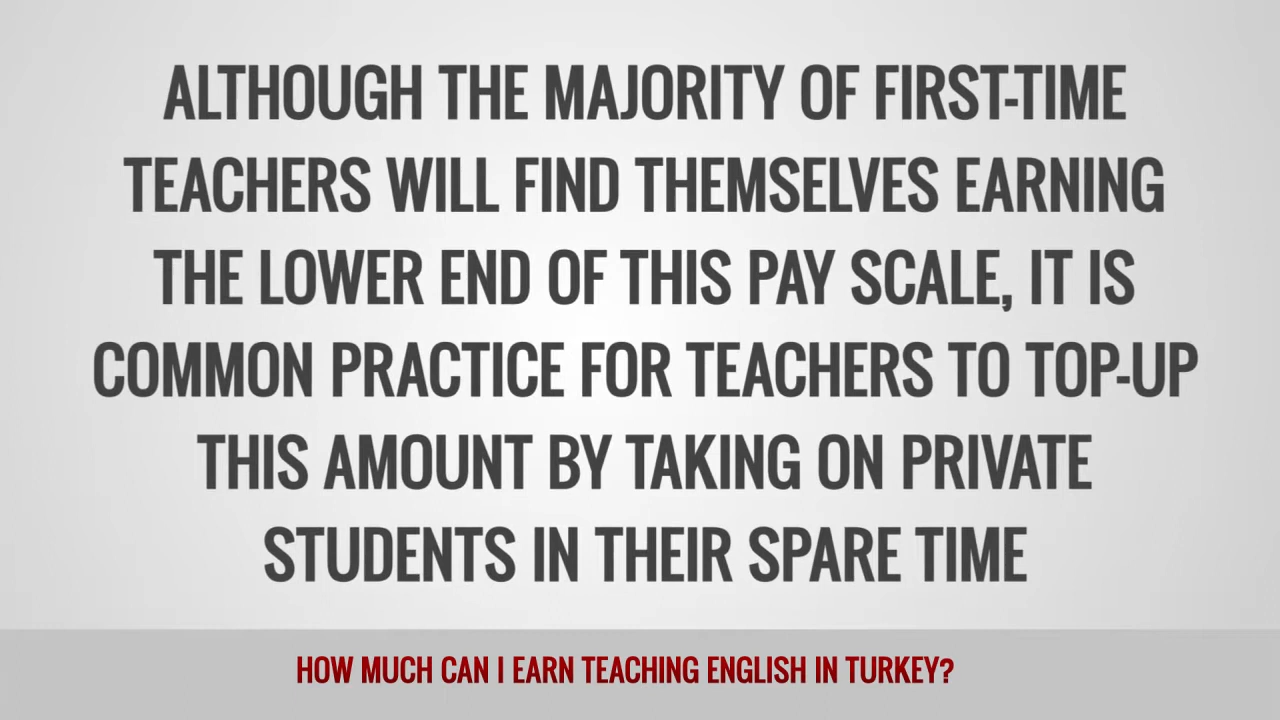 ALTHOUGH THE MAJORITY OF FIRST-TIME
TEACHERS WILL FIND THEMSELVES EARNING
THE LOWER END OF THIS PAY SCALE, IT IS
COMMON PRACTICE FOR TEACHERS TO TOP-UP
THIS AMOUNT BY TAKING ON PRIVATE
STUDENTS IN THEIR SPARE TIME
HOW MUCH CAN I EARN TEACHING ENGLISH IN TURKEY?